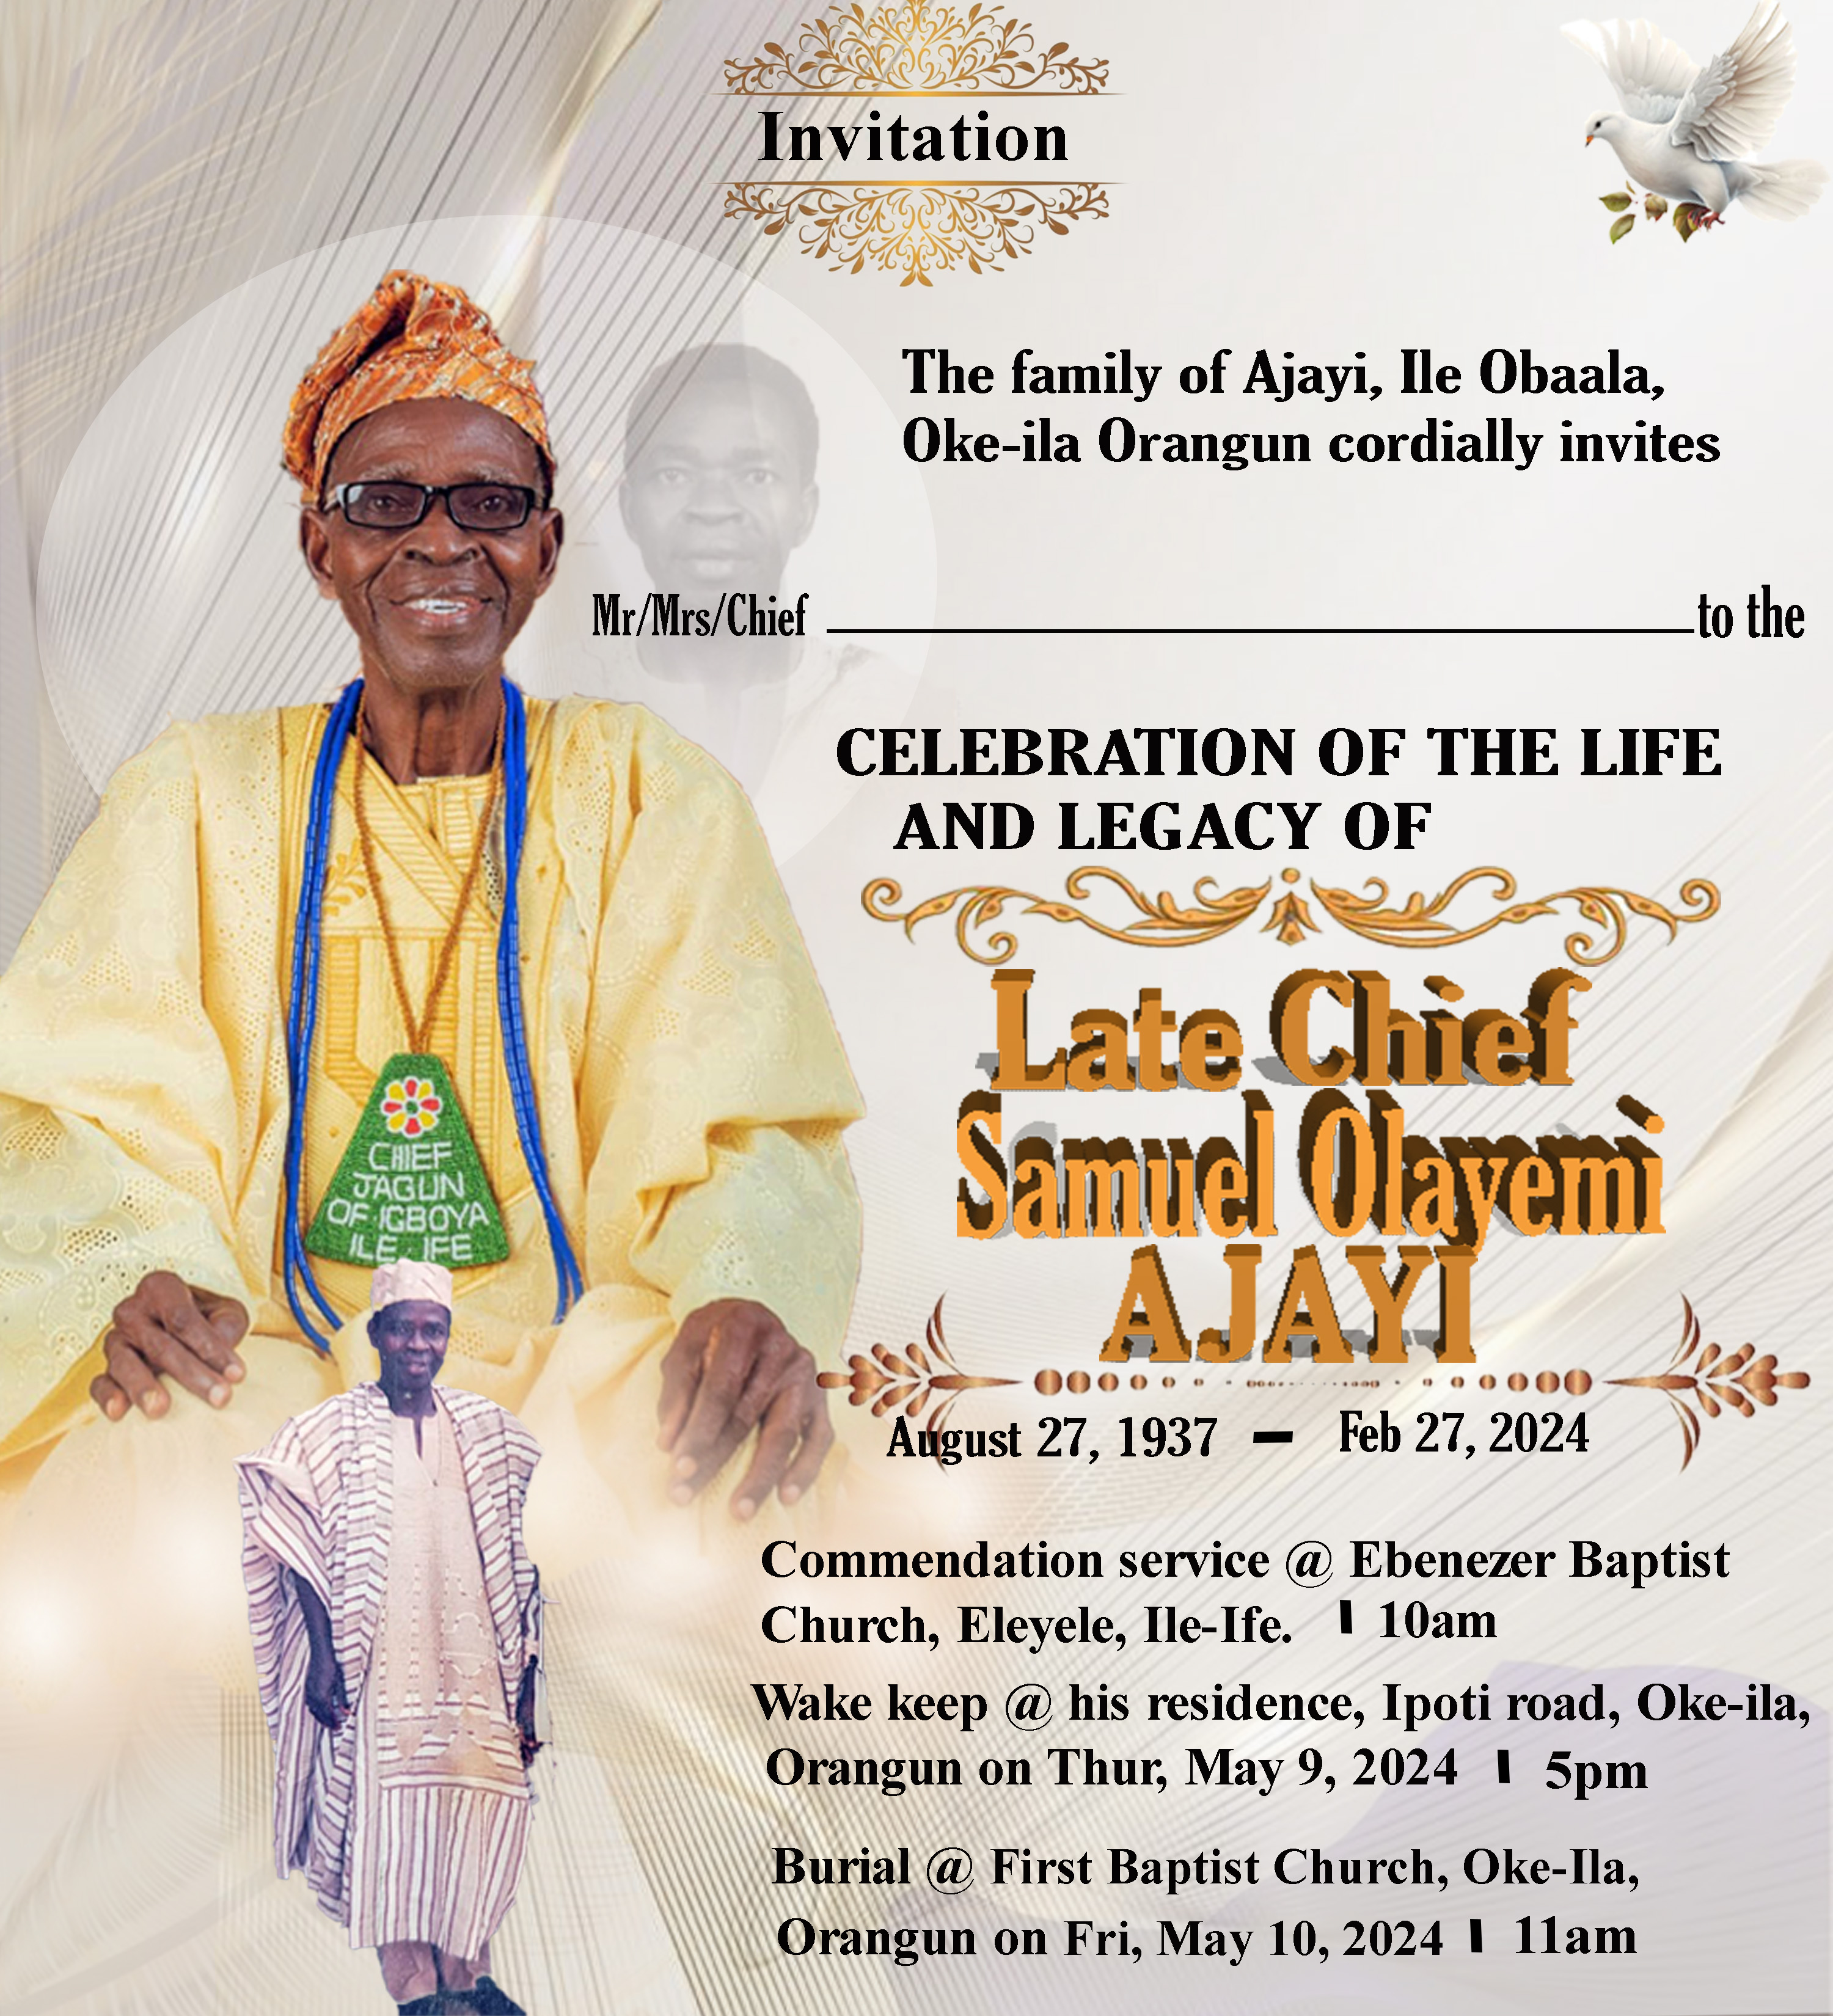 Invitation
The family of Ajayi, Ile Obaala,
Oke-ila Orangun cordially invites
Mr/Mrs/Chief ____________________ to the
CELEBRATION OF THE LIFE
AND LEGACY OF
Late Chief
Samuel Olayemi
AJAYI
August 27, 1937 – Feb 27, 2024
Commendation service @ Ebenezer Baptist
Church, Eleyele, Ile-Ife. I 10am
Wake keep @ his residence, Ipoti road, Oke-ila,
Orangun on Thur, May 9, 2024 I 5pm
Burial @ First Baptist Church, Oke-Ila,
Orangun on Fri, May 10, 2024 I 11am
CHIEF
JAGUN
OF IGBOYA
ILE . IFE